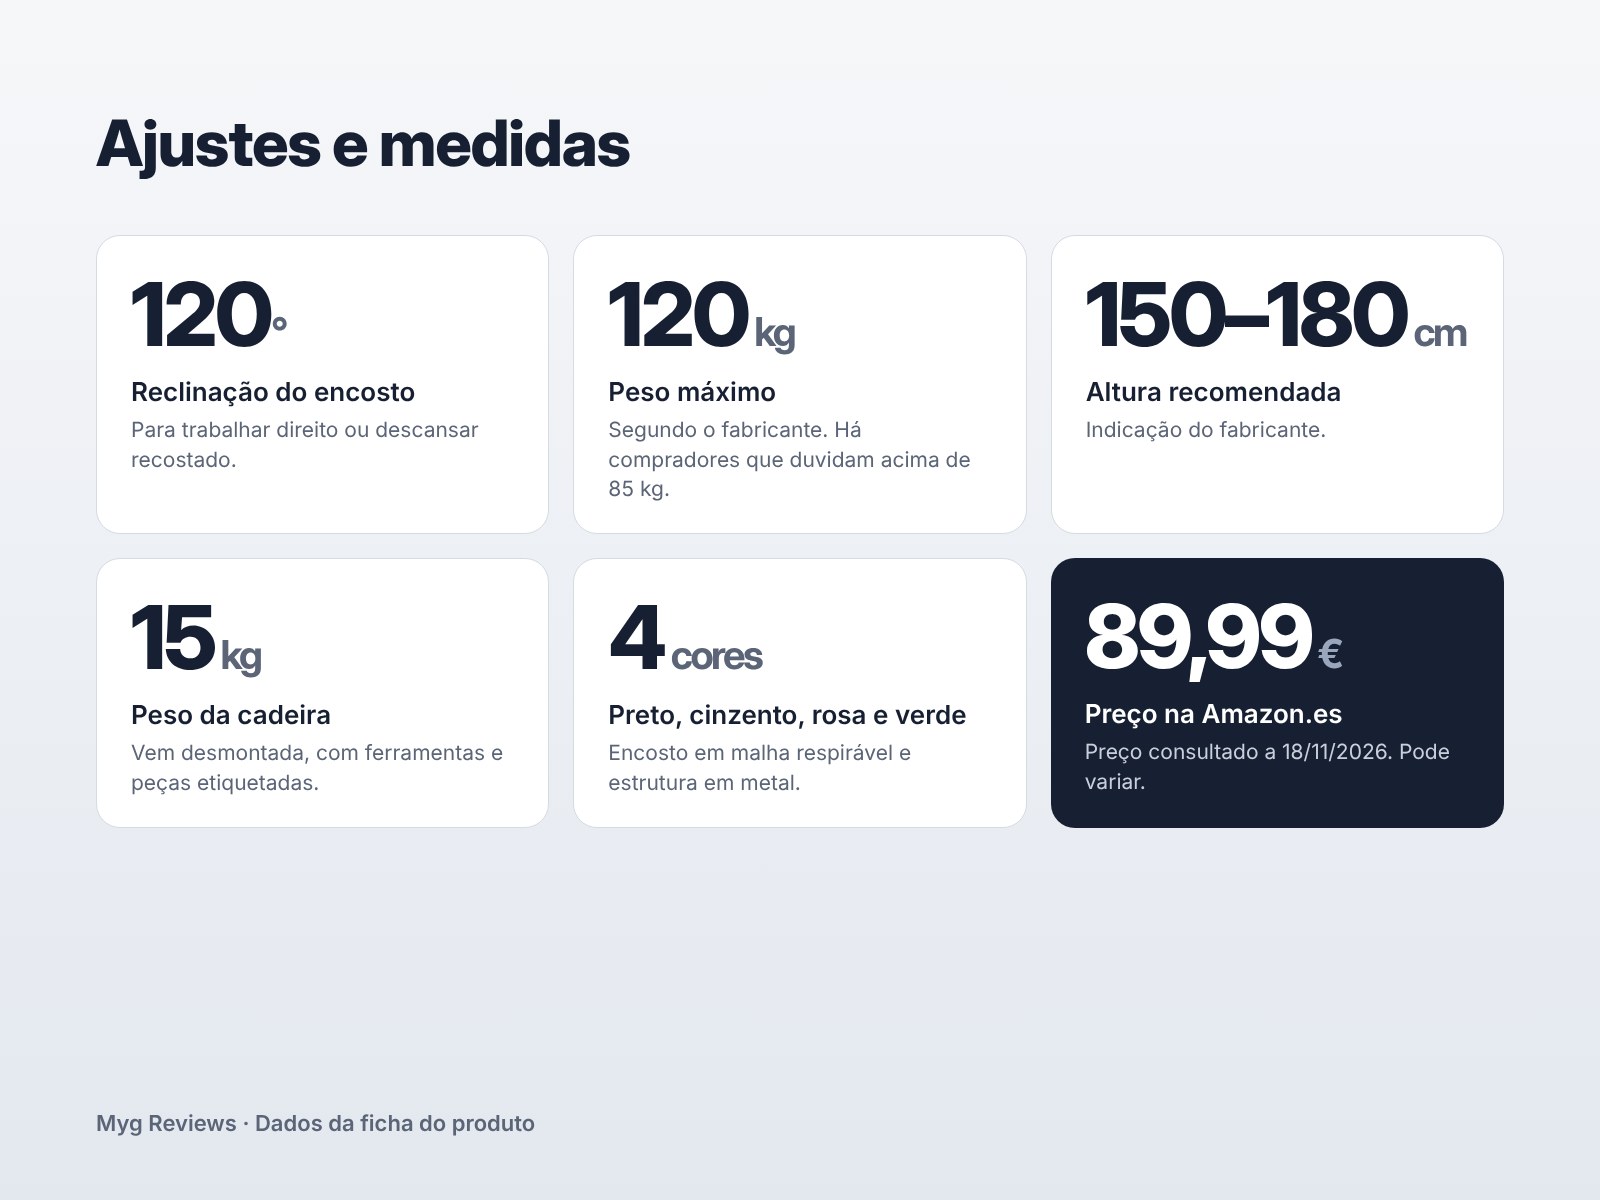 Ajustes e medidas
120°
Reclinação do encosto
Para trabalhar direito ou descansar
recostado.
120 kg
Peso máximo
Segundo o fabricante. Há
compradores que duvidam acima de
85 kg.
150–180 cm
Altura recomendada
Indicação do fabricante.
15 kg
Peso da cadeira
Vem desmontada, com ferramentas e
peças etiquetadas.
4 cores
Preto, cinzento, rosa e verde
Encosto em malha respirável e
estrutura em metal.
89,99 €
Preço na Amazon.es
Preço consultado a 18/11/2026. Pode
variar.
Myg Reviews · Dados da ficha do produto